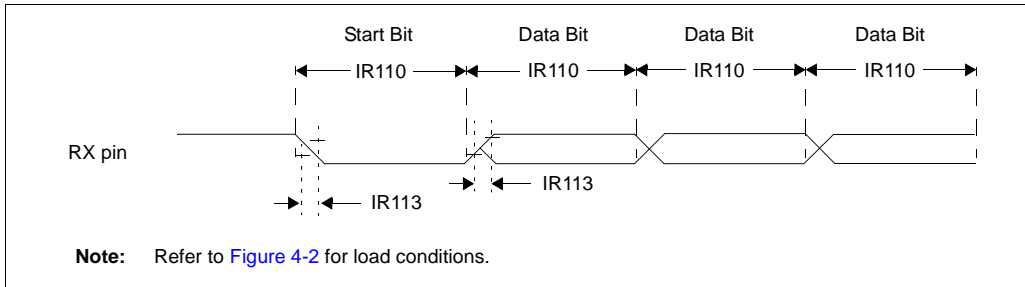 Start Bit Data Bit Data Bit Data Bit
IR110 IR110 IR110 IR110
RX pin
IR113 IR113
Note: Refer to Figure 4-2 for load conditions.